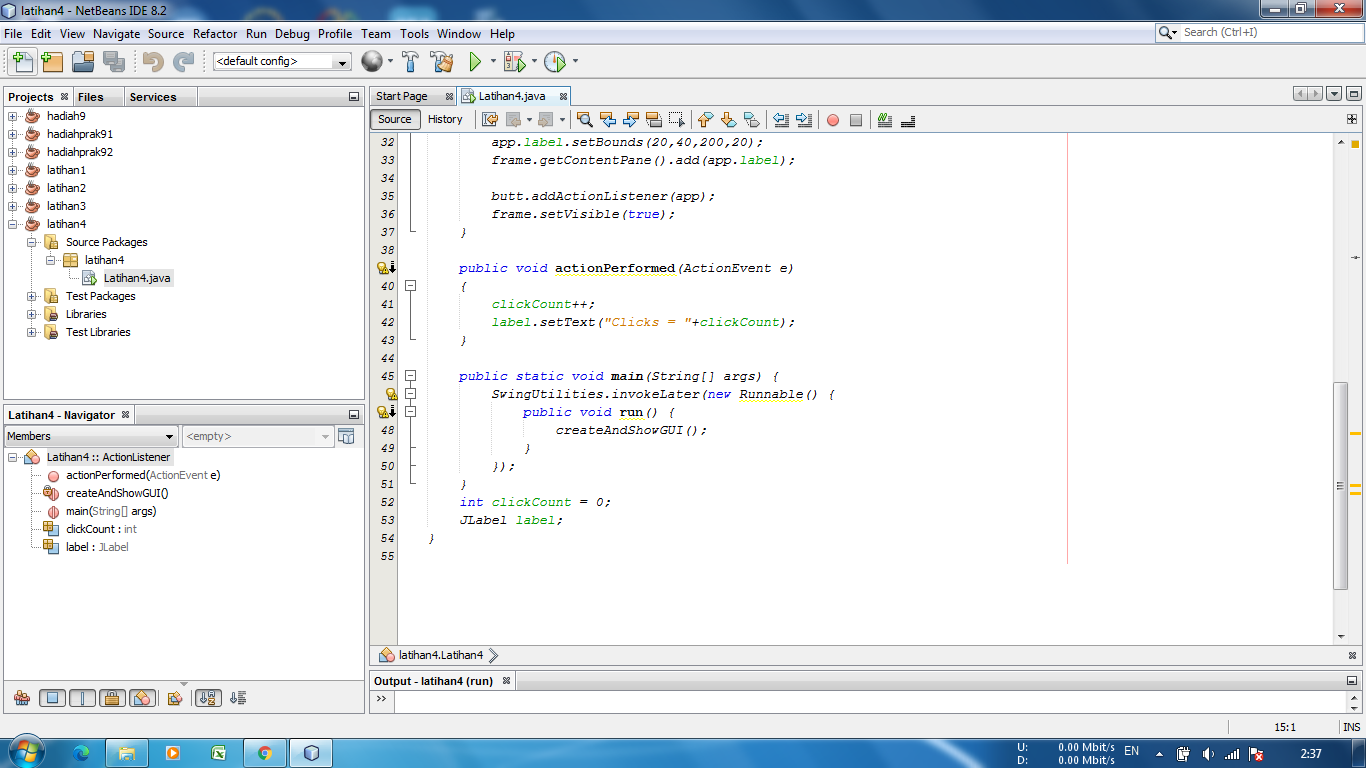 latihan4 - NetBeans IDE 8.2
File Edit View Navigate Source Refactor Run Debug Profile Team Tools Window Help
Search (Ctrl+I)
<default config>
Projects Files Services
hadiah9
hadiahprak91
hadiahprak92
latihan1
latihan2
latihan3
latihan4
Source Packages
latihan4
Latihan4.java
Test Packages
Libraries
Test Libraries
Latihan4 - Navigator
Members <empty>
Latihan4 :: ActionListener
actionPerformed(ActionEvent e)
createAndShowGUI()
main(String[] args)
clickCount : int
label : JLabel
Start Page Latihan4.java
Source History
32 app.label.setBounds(20,40,200,20);
33 frame.getContentPane().add(app.label);
34
35 butt.addActionListener(app);
36 frame.setVisible(true);
37 }
38
public void actionPerformed(ActionEvent e)
40 {
41 clickCount++;
42 label.setText("Clicks = "+clickCount);
43 }
44
45 public static void main(String[] args) {
SwingUtilities.invokeLater(new Runnable() {
public void run() {
48 createAndShowGUI();
49 }
50 });
51 }
52 int clickCount = 0;
53 JLabel label;
54 }
55
latihan4.Latihan4
Output - latihan4 (run)
>>
15:1 INS
U: 0.00 Mbit/s
D: 0.00 Mbit/s
EN
2:37